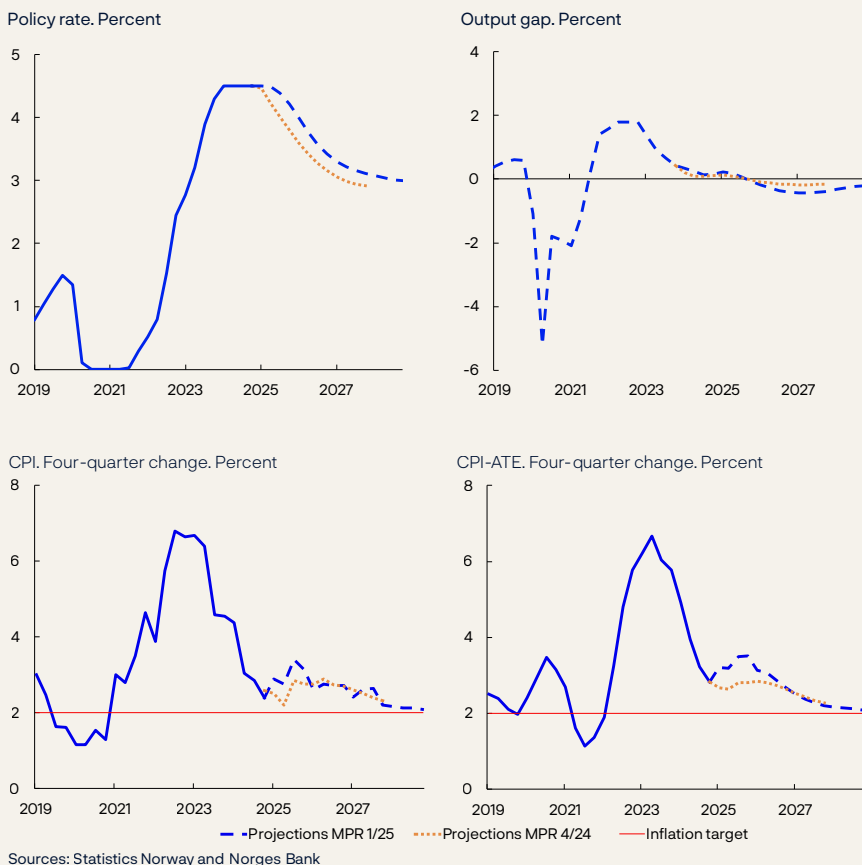 Policy rate. Percent
5
4
3
2
1
0
2019 2021 2023 2025 2027
Output gap. Percent
4
2
0
-2
-4
-6
2019 2021 2023 2025 2027
CPI. Four-quarter change. Percent
8
6
4
2
0
2019 2021 2023 2025 2027
CPI-ATE. Four-quarter change. Percent
8
6
4
2
0
2019 2021 2023 2025 2027
Projections MPR 1/25 Projections MPR 4/24 Inflation target
Sources: Statistics Norway and Norges Bank